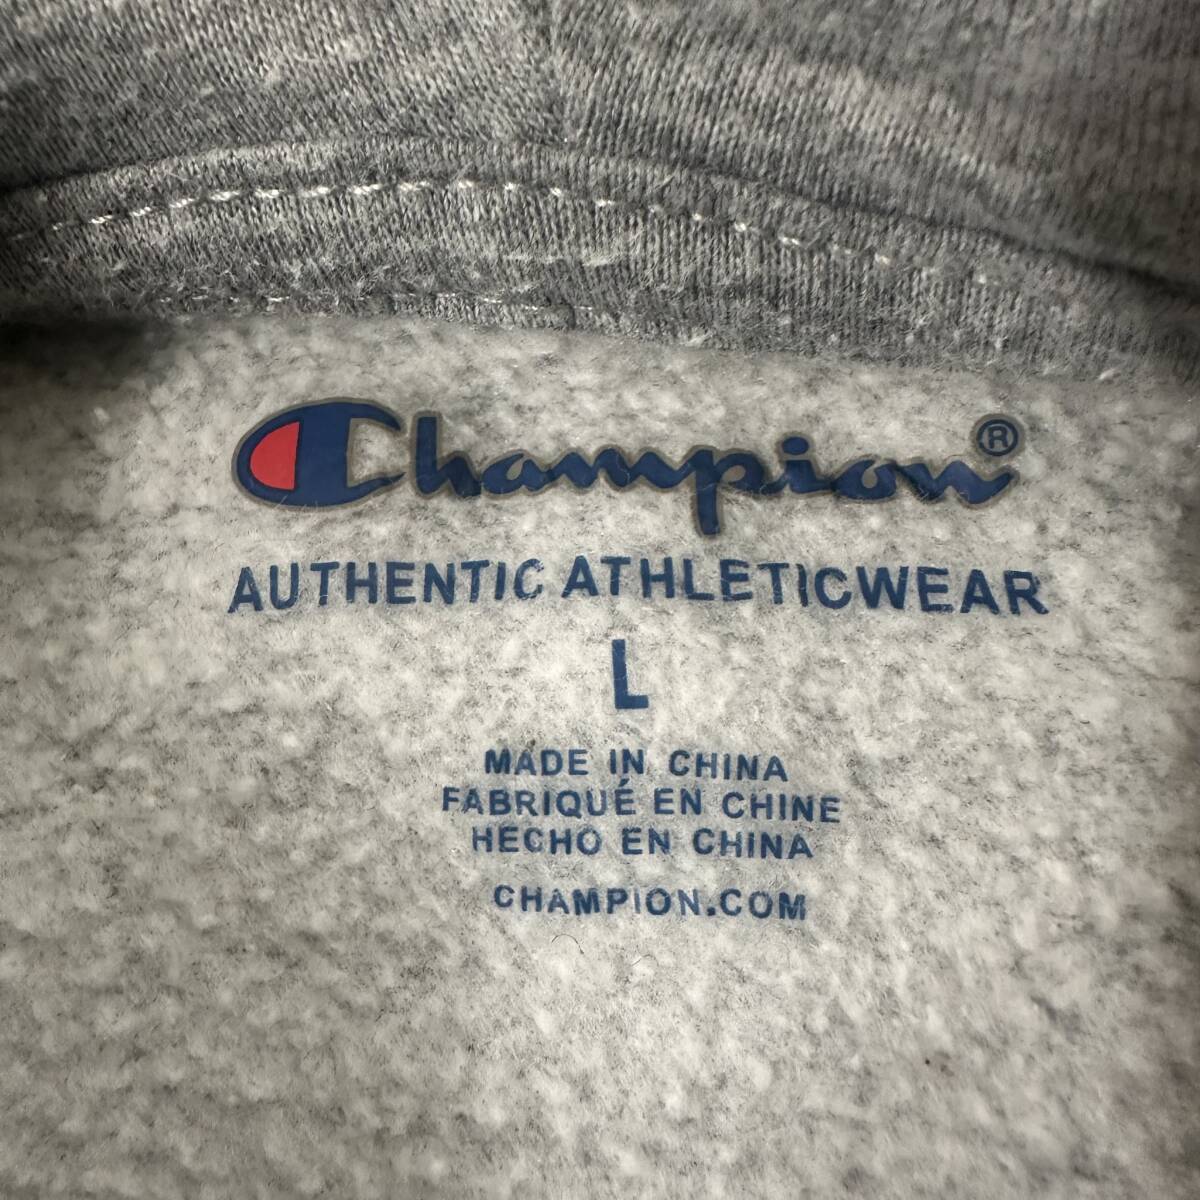 Champion®
AUTHENTIC ATHLETICWEAR
L
MADE IN CHINA
FABRIQUÉ EN CHINE
HECHO EN CHINA
CHAMPION.COM